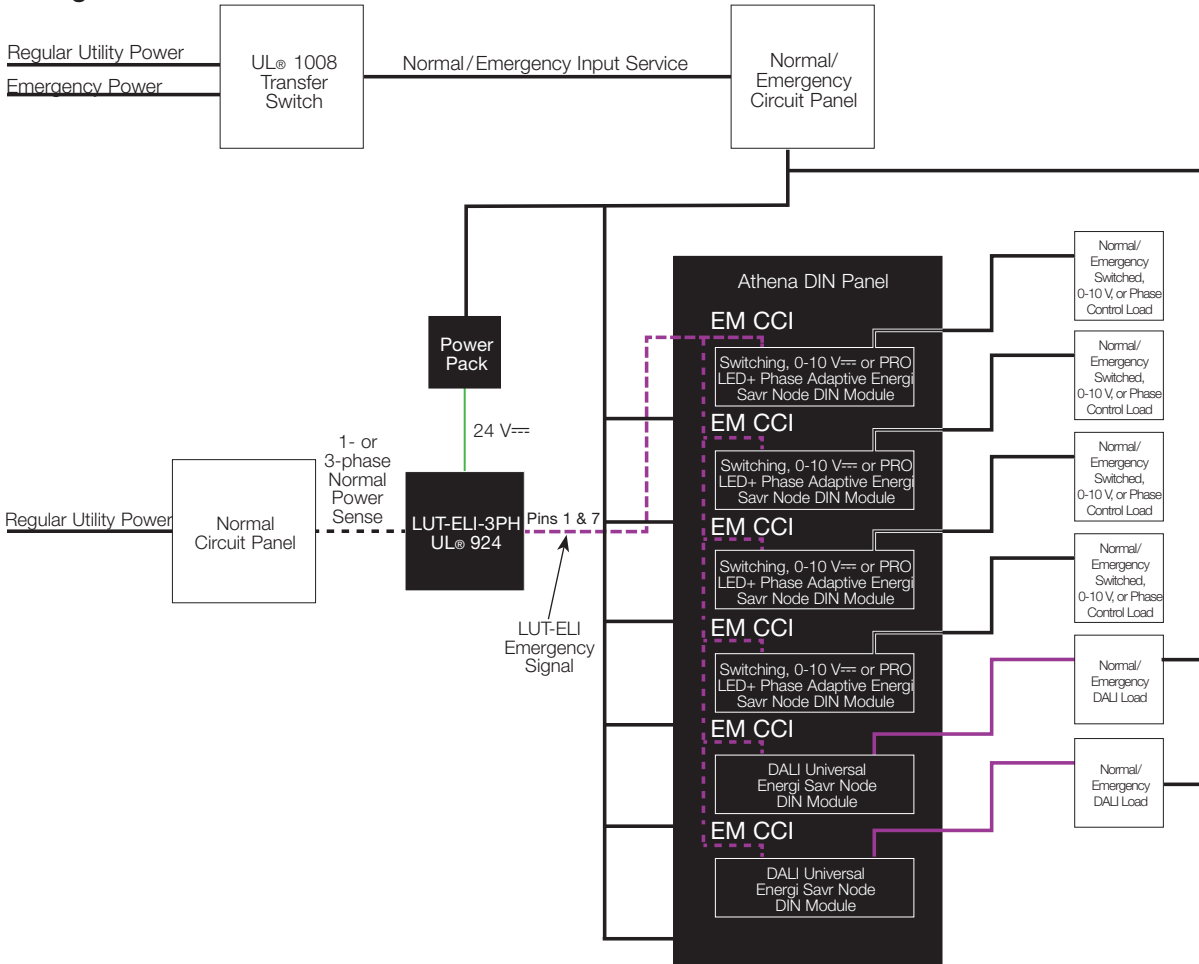 Regular Utility Power
Emergency Power
UL® 1008
Transfer
Switch
Normal/Emergency Input Service
Normal/
Emergency
Circuit Panel
Power
Pack
24 V⎓
1- or
3-phase
Normal
Power
Sense
Regular Utility Power
Normal
Circuit Panel
LUT-ELI-3PH
UL® 924
Pins 1 & 7
LUT-ELI
Emergency
Signal
Athena DIN Panel
EM CCI
Switching, 0-10 V⎓ or PRO
LED+ Phase Adaptive Energi
Savr Node DIN Module
EM CCI
Switching, 0-10 V⎓ or PRO
LED+ Phase Adaptive Energi
Savr Node DIN Module
EM CCI
Switching, 0-10 V⎓ or PRO
LED+ Phase Adaptive Energi
Savr Node DIN Module
EM CCI
Switching, 0-10 V⎓ or PRO
LED+ Phase Adaptive Energi
Savr Node DIN Module
EM CCI
DALI Universal
Energi Savr Node
DIN Module
EM CCI
DALI Universal
Energi Savr Node
DIN Module
Normal/
Emergency
Switched,
0-10 V, or Phase
Control Load
Normal/
Emergency
Switched,
0-10 V, or Phase
Control Load
Normal/
Emergency
Switched,
0-10 V, or Phase
Control Load
Normal/
Emergency
Switched,
0-10 V, or Phase
Control Load
Normal/
Emergency
DALI Load
Normal/
Emergency
DALI Load